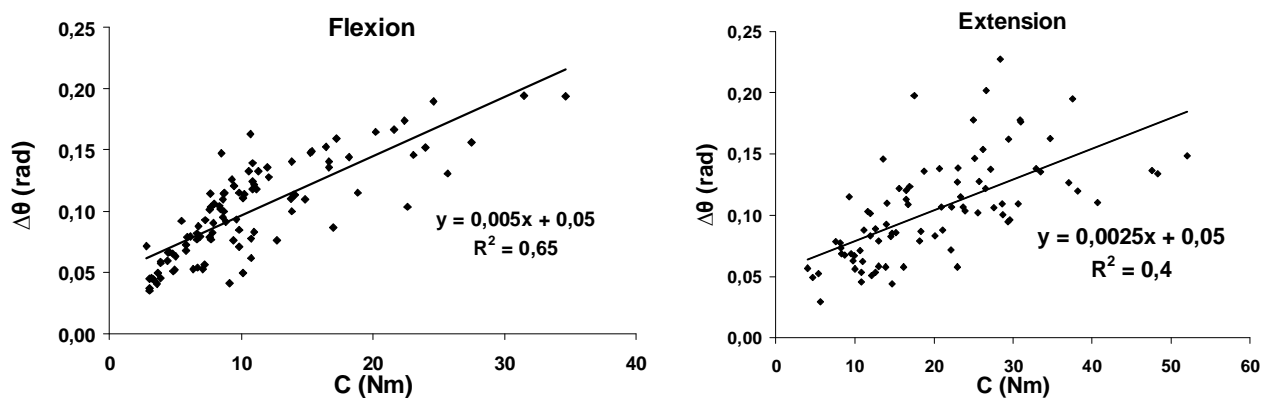 Flexion
0,25
0,20
0,15
0,10
0,05
0,00
Δθ (rad)
y = 0,005x + 0,05
R² = 0,65
0 10 20 30 40
C (Nm)
Extension
0,25
0,20
0,15
0,10
0,05
0,00
Δθ (rad)
y = 0,0025x + 0,05
R² = 0,4
0 10 20 30 40 50 60
C (Nm)